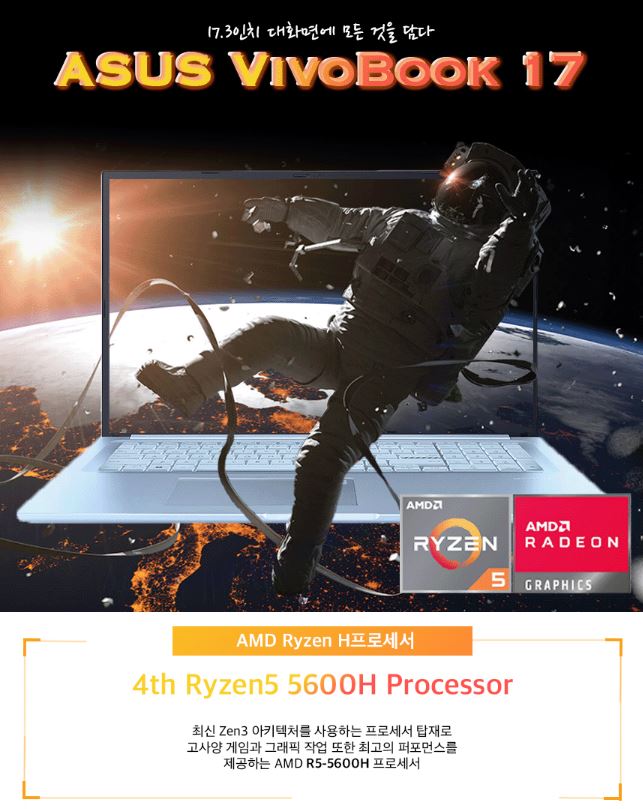 17.3인치 대화면에 모든 것을 담다
ASUS VIVOBOOK 17
AMD
RYZEN
5
AMD
RADEON
GRAPHICS
AMD Ryzen H프로세서
4th Ryzen5 5600H Processor
최신 Zen3 아키텍처를 사용하는 프로세서 탑재로
고사양 게임과 그래픽 작업 또한 최고의 퍼포먼스를
제공하는 AMD R5-5600H 프로세서